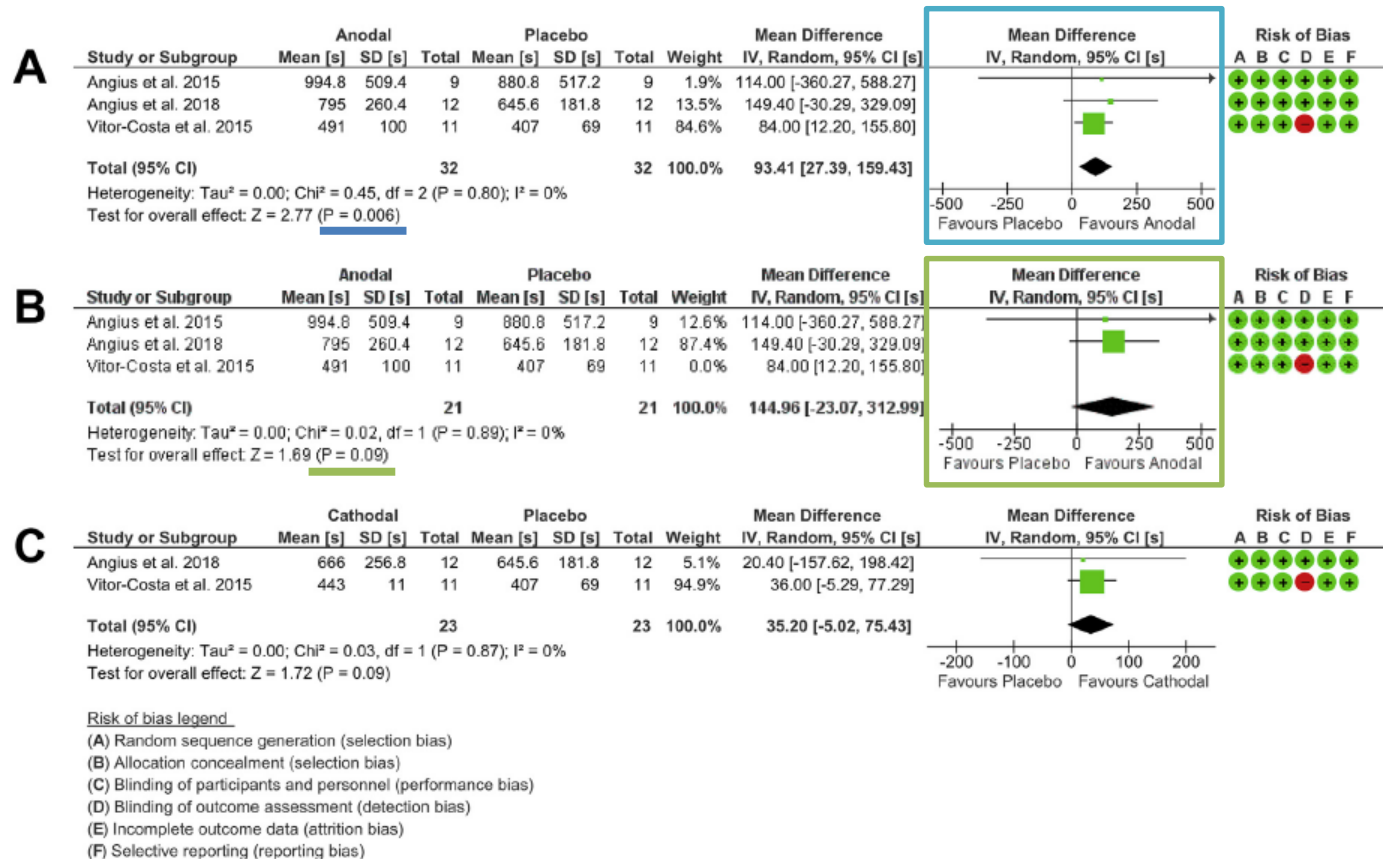 A
Anodal Placebo Mean Difference Mean Difference Risk of Bias
Study or Subgroup Mean [s] SD [s] Total Mean [s] SD [s] Total Weight IV, Random, 95% CI [s] IV, Random, 95% CI [s] A B C D E F
Angius et al. 2015 994.8 509.4 9 880.8 517.2 9 1.9% 114.00 [-360.27, 588.27] + + + + + +
Angius et al. 2018 795 260.4 12 645.6 181.8 12 13.5% 149.40 [-30.29, 329.09] + + + + + +
Vitor-Costa et al. 2015 491 100 11 407 69 11 84.6% 84.00 [12.20, 155.80] + + + - + +
Total (95% CI) 32 32 100.0% 93.41 [27.39, 159.43]
Heterogeneity: Tau² = 0.00; Chi² = 0.45, df = 2 (P = 0.80); I² = 0%
Test for overall effect: Z = 2.77 (P = 0.006)
-500 -250 0 250 500
Favours Placebo Favours Anodal
B
Anodal Placebo Mean Difference Mean Difference Risk of Bias
Study or Subgroup Mean [s] SD [s] Total Mean [s] SD [s] Total Weight IV, Random, 95% CI [s] IV, Random, 95% CI [s] A B C D E F
Angius et al. 2015 994.8 509.4 9 880.8 517.2 9 12.6% 114.00 [-360.27, 588.27] + + + + + +
Angius et al. 2018 795 260.4 12 645.6 181.8 12 87.4% 149.40 [-30.29, 329.09] + + + + + +
Vitor-Costa et al. 2015 491 100 11 407 69 11 0.0% 84.00 [12.20, 155.80] + + + - + +
Total (95% CI) 21 21 100.0% 144.96 [-23.07, 312.99]
Heterogeneity: Tau² = 0.00; Chi² = 0.02, df = 1 (P = 0.89); I² = 0%
Test for overall effect: Z = 1.69 (P = 0.09)
-500 -250 0 250 500
Favours Placebo Favours Anodal
C
Cathodal Placebo Mean Difference Mean Difference Risk of Bias
Study or Subgroup Mean [s] SD [s] Total Mean [s] SD [s] Total Weight IV, Random, 95% CI [s] IV, Random, 95% CI [s] A B C D E F
Angius et al. 2018 666 256.8 12 645.6 181.8 12 5.1% 20.40 [-157.62, 198.42] + + + + + +
Vitor-Costa et al. 2015 443 11 11 407 69 11 94.9% 36.00 [-5.29, 77.29] + + + - + +
Total (95% CI) 23 23 100.0% 35.20 [-5.02, 75.43]
Heterogeneity: Tau² = 0.00; Chi² = 0.03, df = 1 (P = 0.87); I² = 0%
Test for overall effect: Z = 1.72 (P = 0.09)
-200 -100 0 100 200
Favours Placebo Favours Cathodal
Risk of bias legend
(A) Random sequence generation (selection bias)
(B) Allocation concealment (selection bias)
(C) Blinding of participants and personnel (performance bias)
(D) Blinding of outcome assessment (detection bias)
(E) Incomplete outcome data (attrition bias)
(F) Selective reporting (reporting bias)